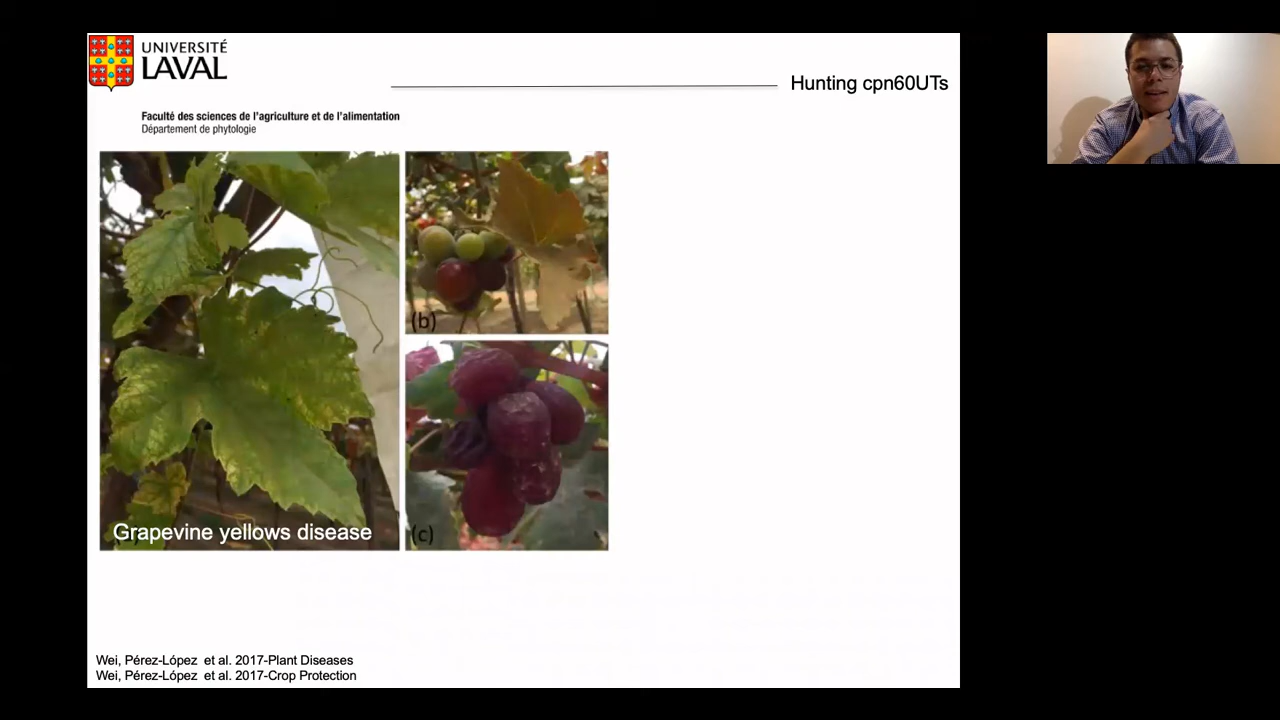 UNIVERSITÉ
LAVAL
Hunting cpn60UTs
Faculté des sciences de l'agriculture et de l'alimentation
Département de phytologie
(b)
Grapevine yellows disease
(c)
Wei, Pérez-López et al. 2017-Plant Diseases
Wei, Pérez-López et al. 2017-Crop Protection